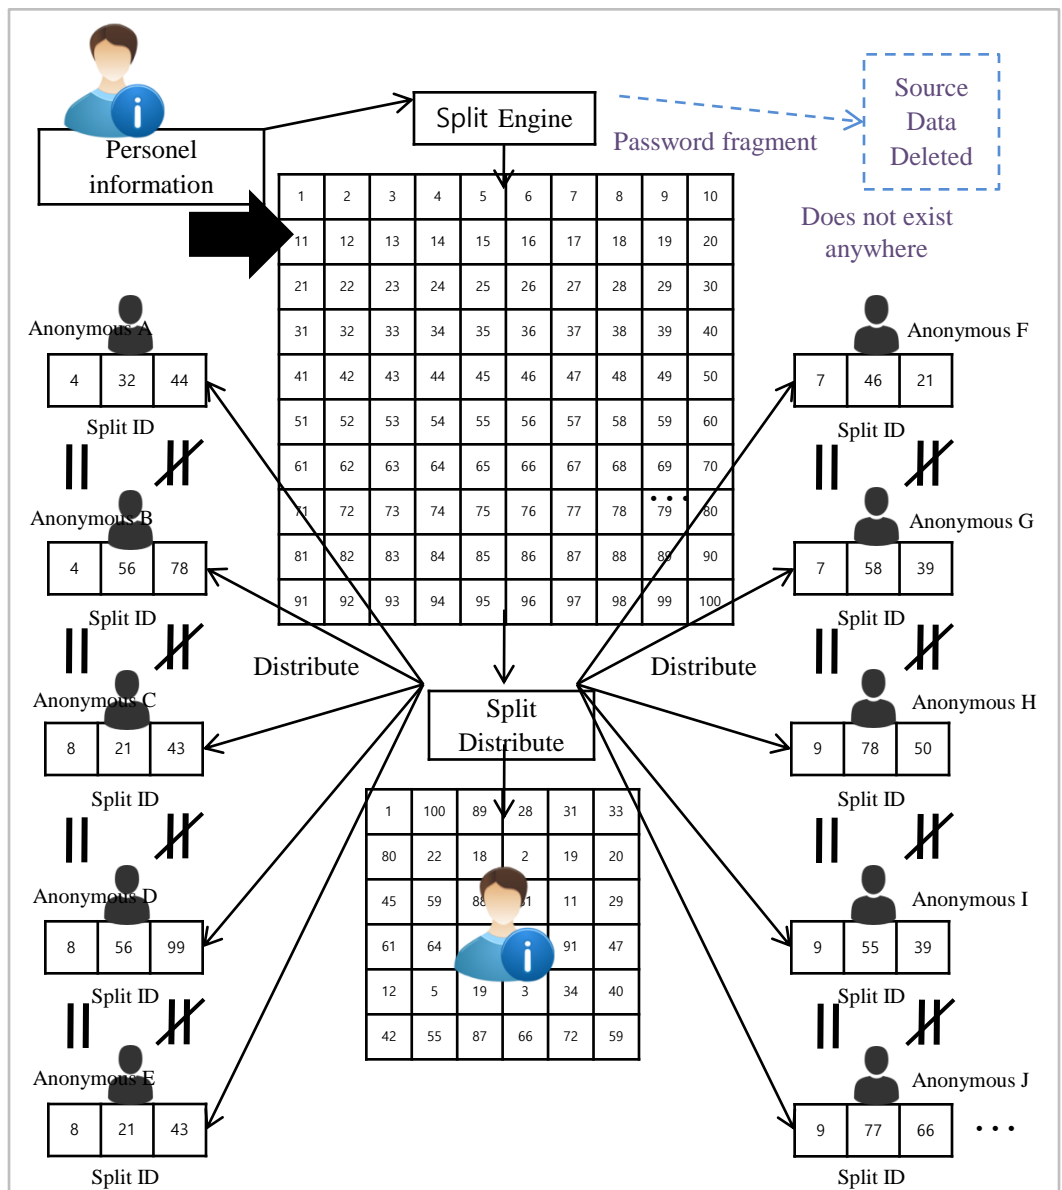 Personel
information
i
Split Engine
Password fragment
Source
Data
Deleted
Does not exist
anywhere
1 2 3 4 5 6 7 8 9 10
11 12 13 14 15 16 17 18 19 20
21 22 23 24 25 26 27 28 29 30
31 32 33 34 35 36 37 38 39 40
41 42 43 44 45 46 47 48 49 50
51 52 53 54 55 56 57 58 59 60
61 62 63 64 65 66 67 68 69 70
71 72 73 74 75 76 77 78 79 80
...
81 82 83 84 85 86 87 88 89 90
91 92 93 94 95 96 97 98 99 100
Anonymous A
4 32 44
Split ID
Anonymous B
4 56 78
Split ID
Anonymous C
8 21 43
Split ID
Anonymous D
8 56 99
Split ID
Anonymous E
8 21 43
Split ID
Distribute
Distribute
Split
Distribute
1 100 89 28 31 33
80 22 18 2 19 20
45 59 88 11 29
61 64 91 47
i
12 5 19 3 34 40
42 55 87 66 72 59
Anonymous F
7 46 21
Split ID
Anonymous G
7 58 39
Split ID
Anonymous H
9 78 50
Split ID
Anonymous I
9 55 39
Split ID
Anonymous J
9 77 66 ...
Split ID